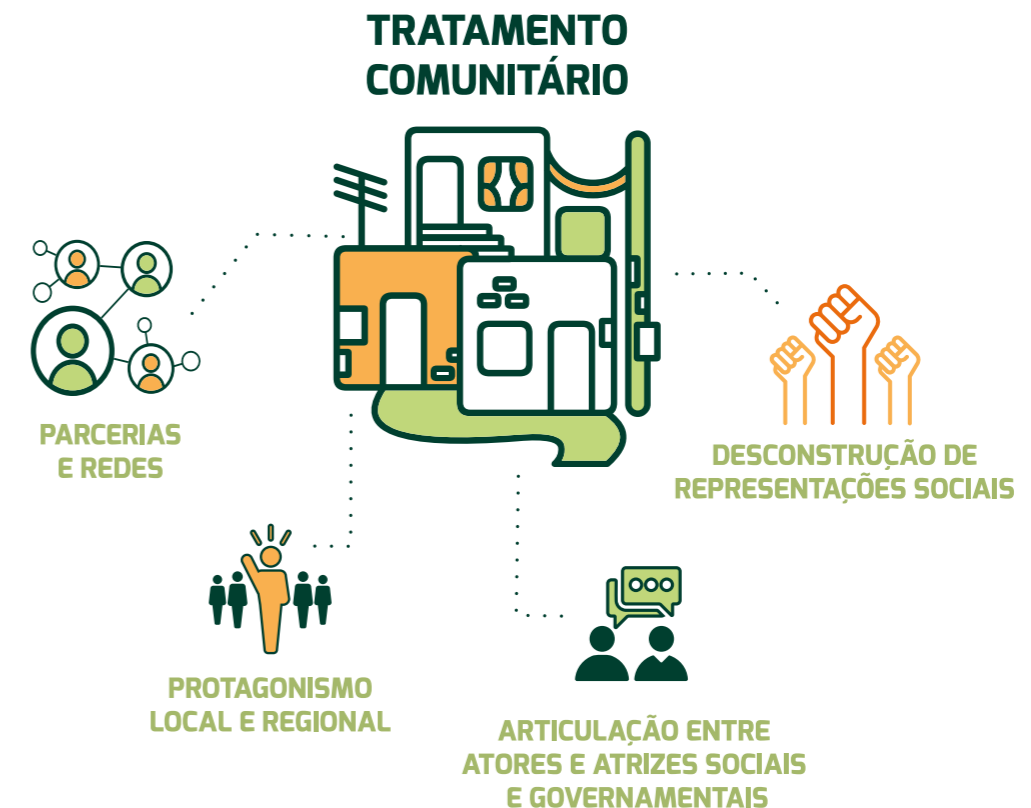 TRATAMENTO
COMUNITÁRIO
PARCERIAS
E REDES
DESCONSTRUÇÃO DE
REPRESENTAÇÕES SOCIAIS
PROTAGONISMO
LOCAL E REGIONAL
ARTICULAÇÃO ENTRE
ATORES E ATRIZES SOCIAIS
E GOVERNAMENTAIS